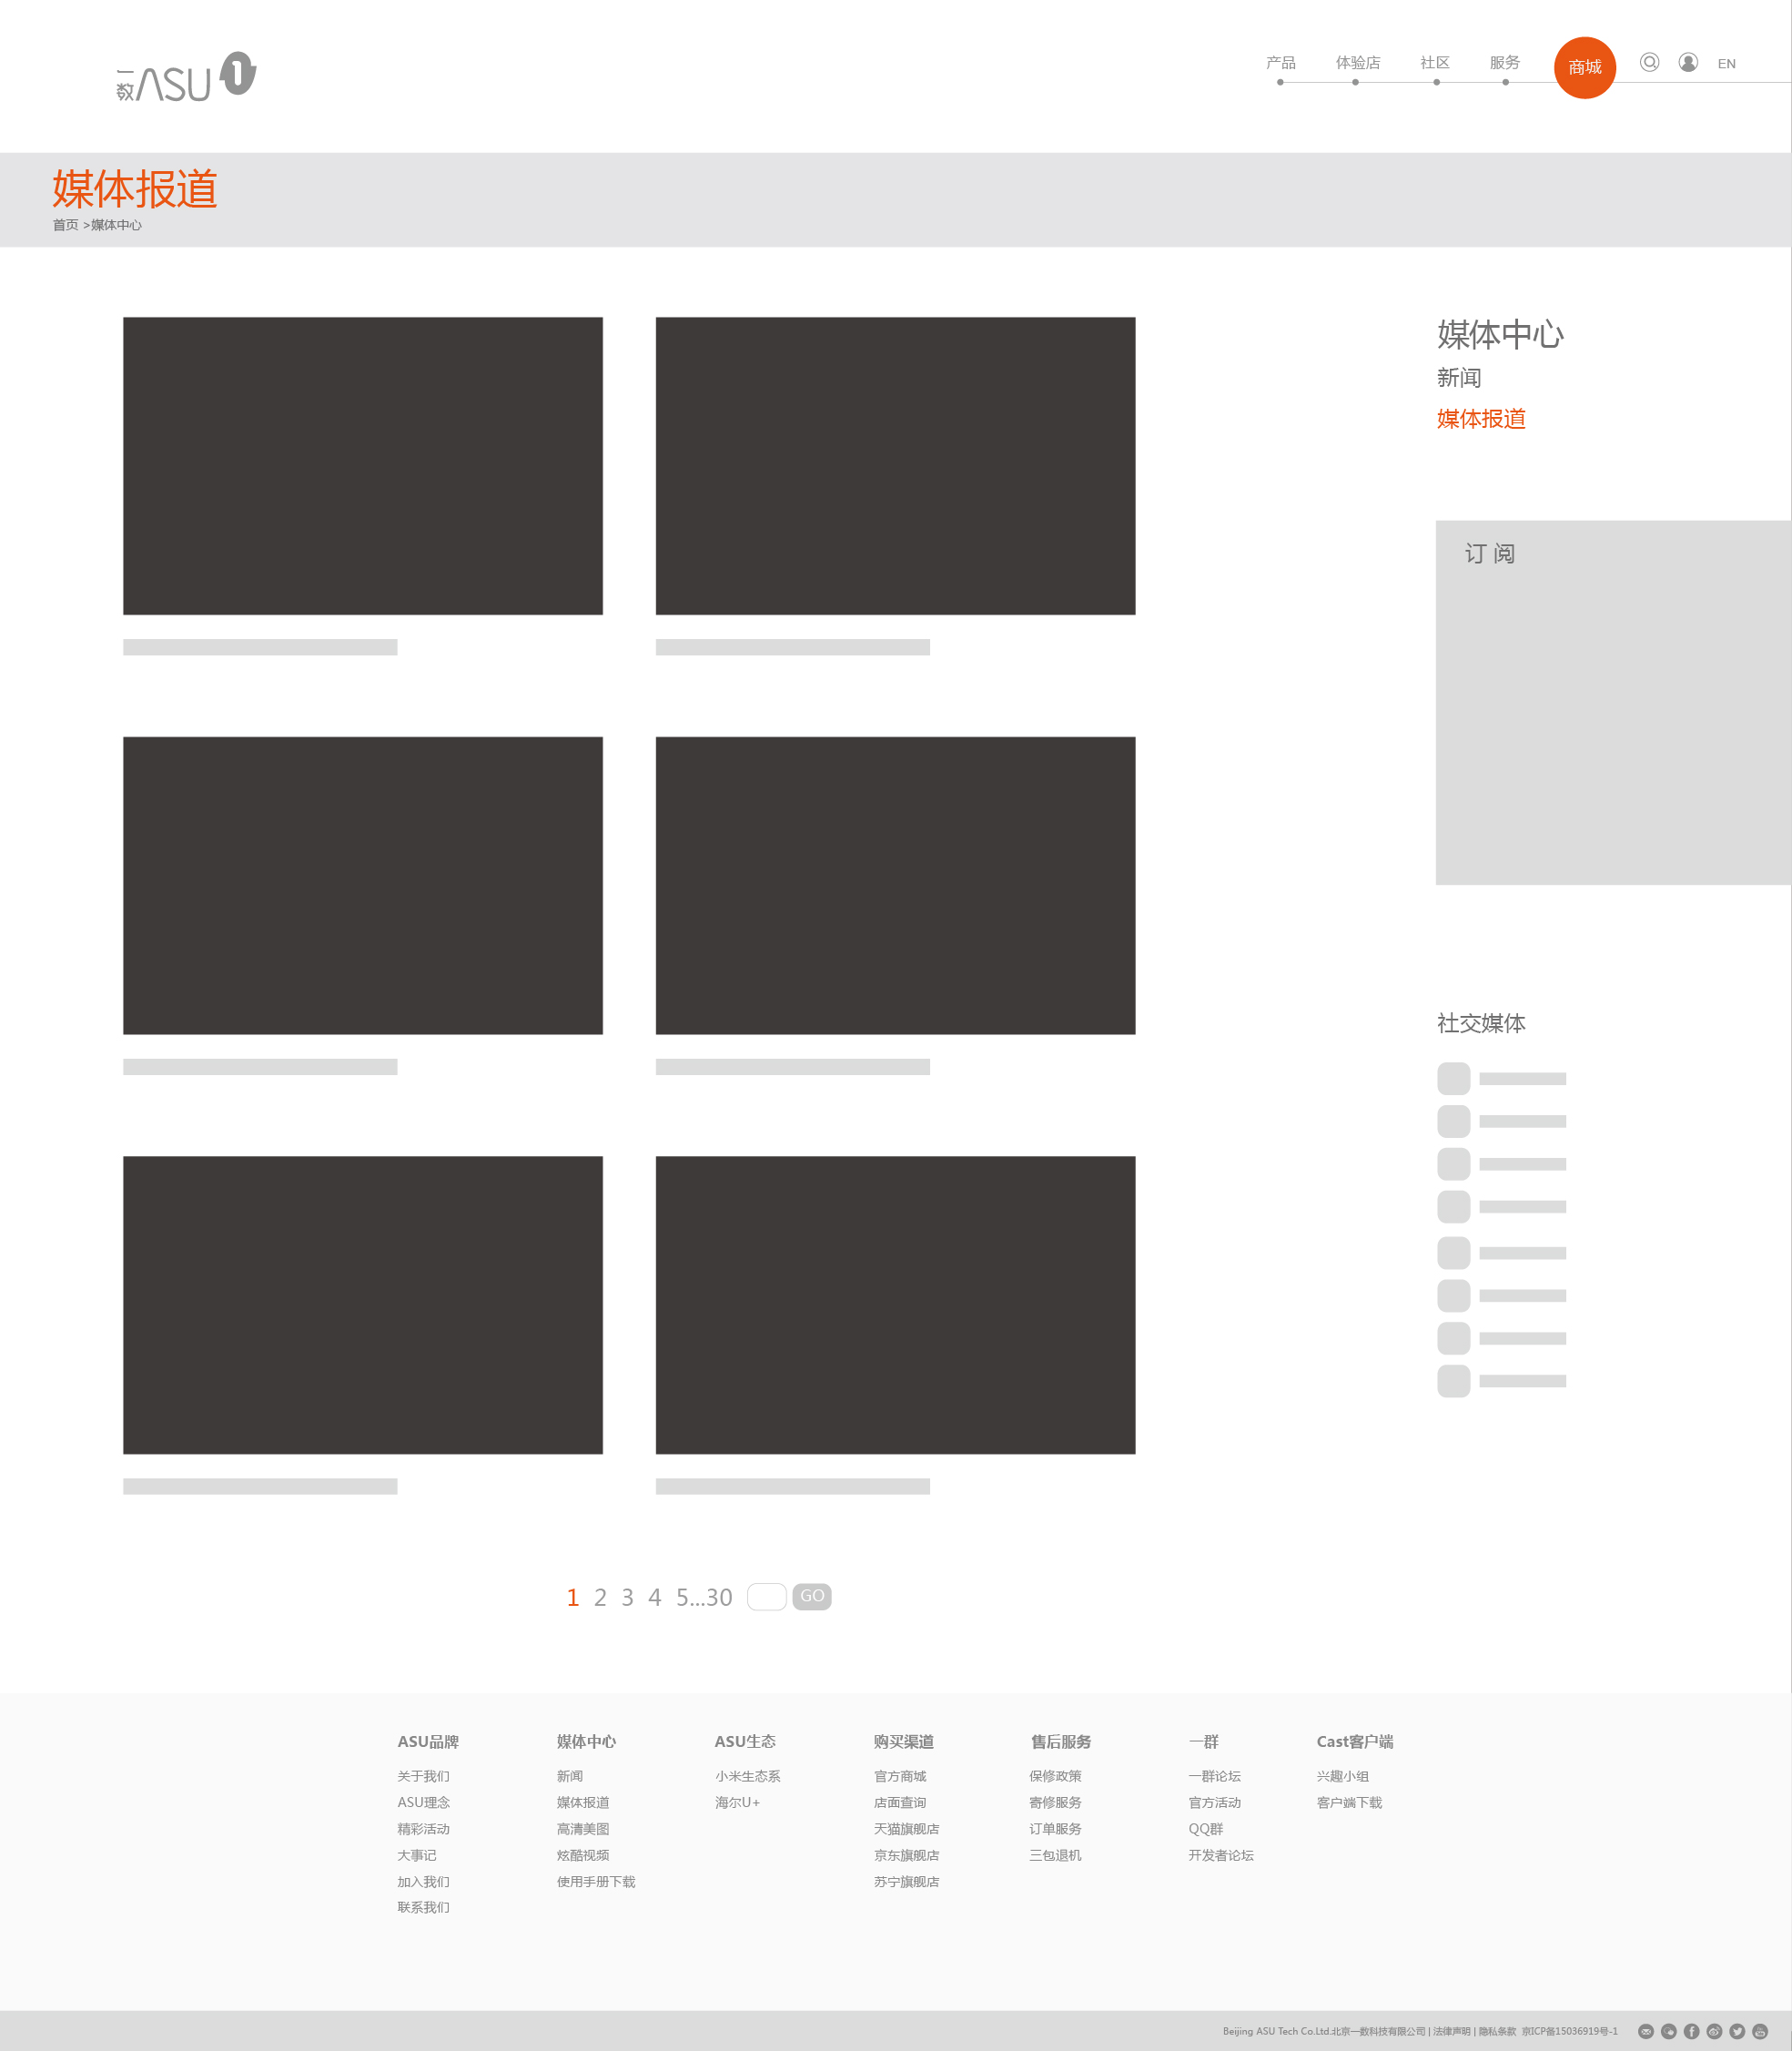 一数 ASU
产品 体验店 社区 服务 商城 EN
媒体报道
首页 >媒体中心
媒体中心
新闻
媒体报道
订 阅
社交媒体
1 2 3 4 5...30 GO
ASU品牌
关于我们
ASU理念
精彩活动
大事记
加入我们
联系我们
媒体中心
新闻
媒体报道
高清美图
炫酷视频
使用手册下载
ASU生态
小米生态系
海尔U+
购买渠道
官方商城
店面查询
天猫旗舰店
京东旗舰店
苏宁旗舰店
售后服务
保修政策
寄修服务
订单服务
三包退机
一群
一群论坛
官方活动
QQ群
开发者论坛
Cast客户端
兴趣小组
客户端下载
Beijing ASU Tech Co.Ltd.北京一数科技有限公司 | 法律声明 | 隐私条款 京ICP备15036919号-1